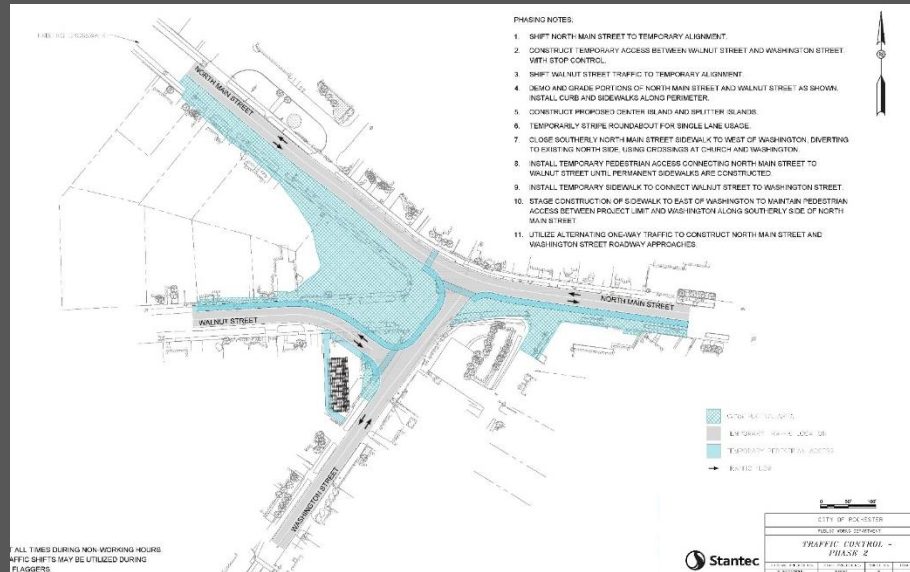 PHASING NOTES:
1. SHIFT NORTH MAIN STREET TO TEMPORARY ALIGNMENT.
2. CONSTRUCT TEMPORARY ACCESS BETWEEN WALNUT STREET AND WASHINGTON STREET
WITH STOP CONTROL.
3. SHIFT WALNUT STREET TRAFFIC TO TEMPORARY ALIGNMENT.
4. DEMO AND GRADE PORTIONS OF NORTH MAIN STREET AND WALNUT STREET AS SHOWN.
INSTALL CURB AND SIDEWALKS ALONG PERIMETER.
5. CONSTRUCT PROPOSED CENTER ISLAND AND SPLITTER ISLANDS.
6. TEMPORARILY STRIPE ROUNDABOUT FOR SINGLE LANE USAGE.
7. CLOSE SOUTHERLY NORTH MAIN STREET SIDEWALK TO WEST OF WASHINGTON, DIVERTING
TO EXISTING NORTH SIDE, USING CROSSINGS AT CHURCH AND WASHINGTON.
8. INSTALL TEMPORARY PEDESTRIAN ACCESS CONNECTING NORTH MAIN STREET TO
WALNUT STREET UNTIL PERMANENT SIDEWALKS ARE CONSTRUCTED.
9. INSTALL TEMPORARY SIDEWALK TO CONNECT WALNUT STREET TO WASHINGTON STREET.
10. STAGE CONSTRUCTION OF SIDEWALK TO EAST OF WASHINGTON TO MAINTAIN PEDESTRIAN
ACCESS BETWEEN PROJECT LIMIT AND WASHINGTON ALONG SOUTHERLY SIDE OF NORTH
MAIN STREET.
11. UTILIZE ALTERNATING ONE-WAY TRAFFIC TO CONSTRUCT NORTH MAIN STREET AND
WASHINGTON STREET ROADWAY APPROACHES.
NORTH MAIN STREET
NORTH MAIN STREET
WALNUT STREET
WASHINGTON STREET
CONSTRUCTION AREA
TEMPORARY TRAFFIC LOCATION
TEMPORARY PEDESTRIAN ACCESS
TRAFFIC FLOW
0 50' 100'
T ALL TIMES DURING NON-WORKING HOURS
AFFIC SHIFTS MAY BE UTILIZED DURING
FLAGGERS
Stantec
CITY OF ROCHESTER
PUBLIC WORKS DEPARTMENT
TRAFFIC CONTROL -
PHASE 2